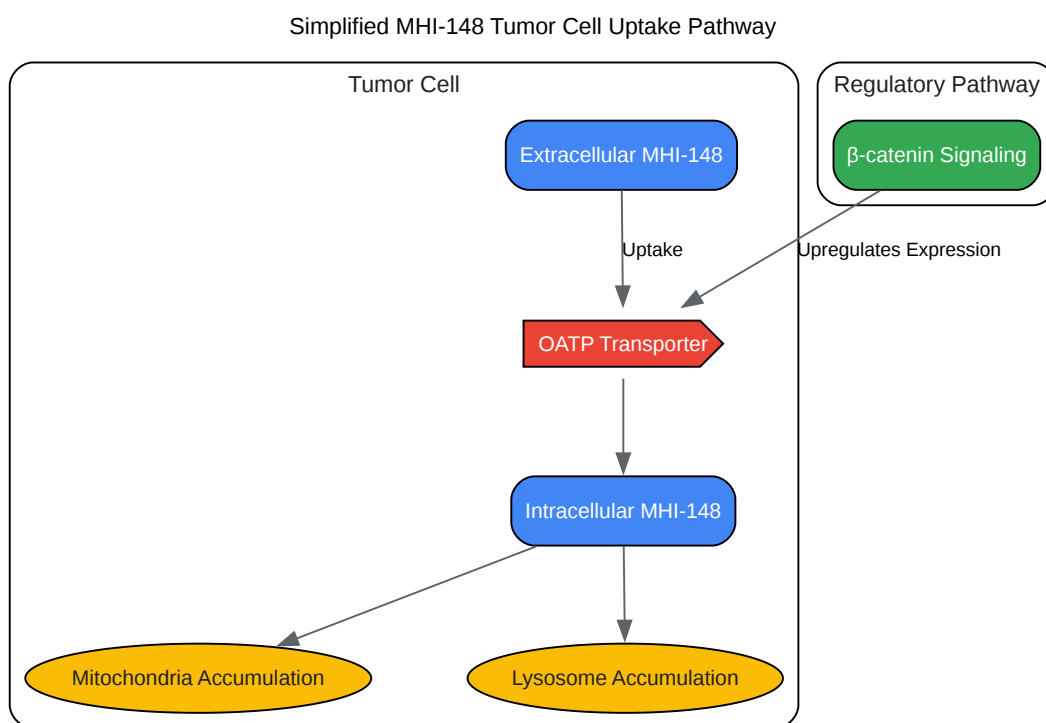 Simplified MHI-148 Tumor Cell Uptake Pathway
Tumor Cell
Regulatory Pathway
Extracellular MHI-148
β-catenin Signaling
Uptake
Upregulates Expression
OATP Transporter
Intracellular MHI-148
Mitochondria Accumulation
Lysosome Accumulation